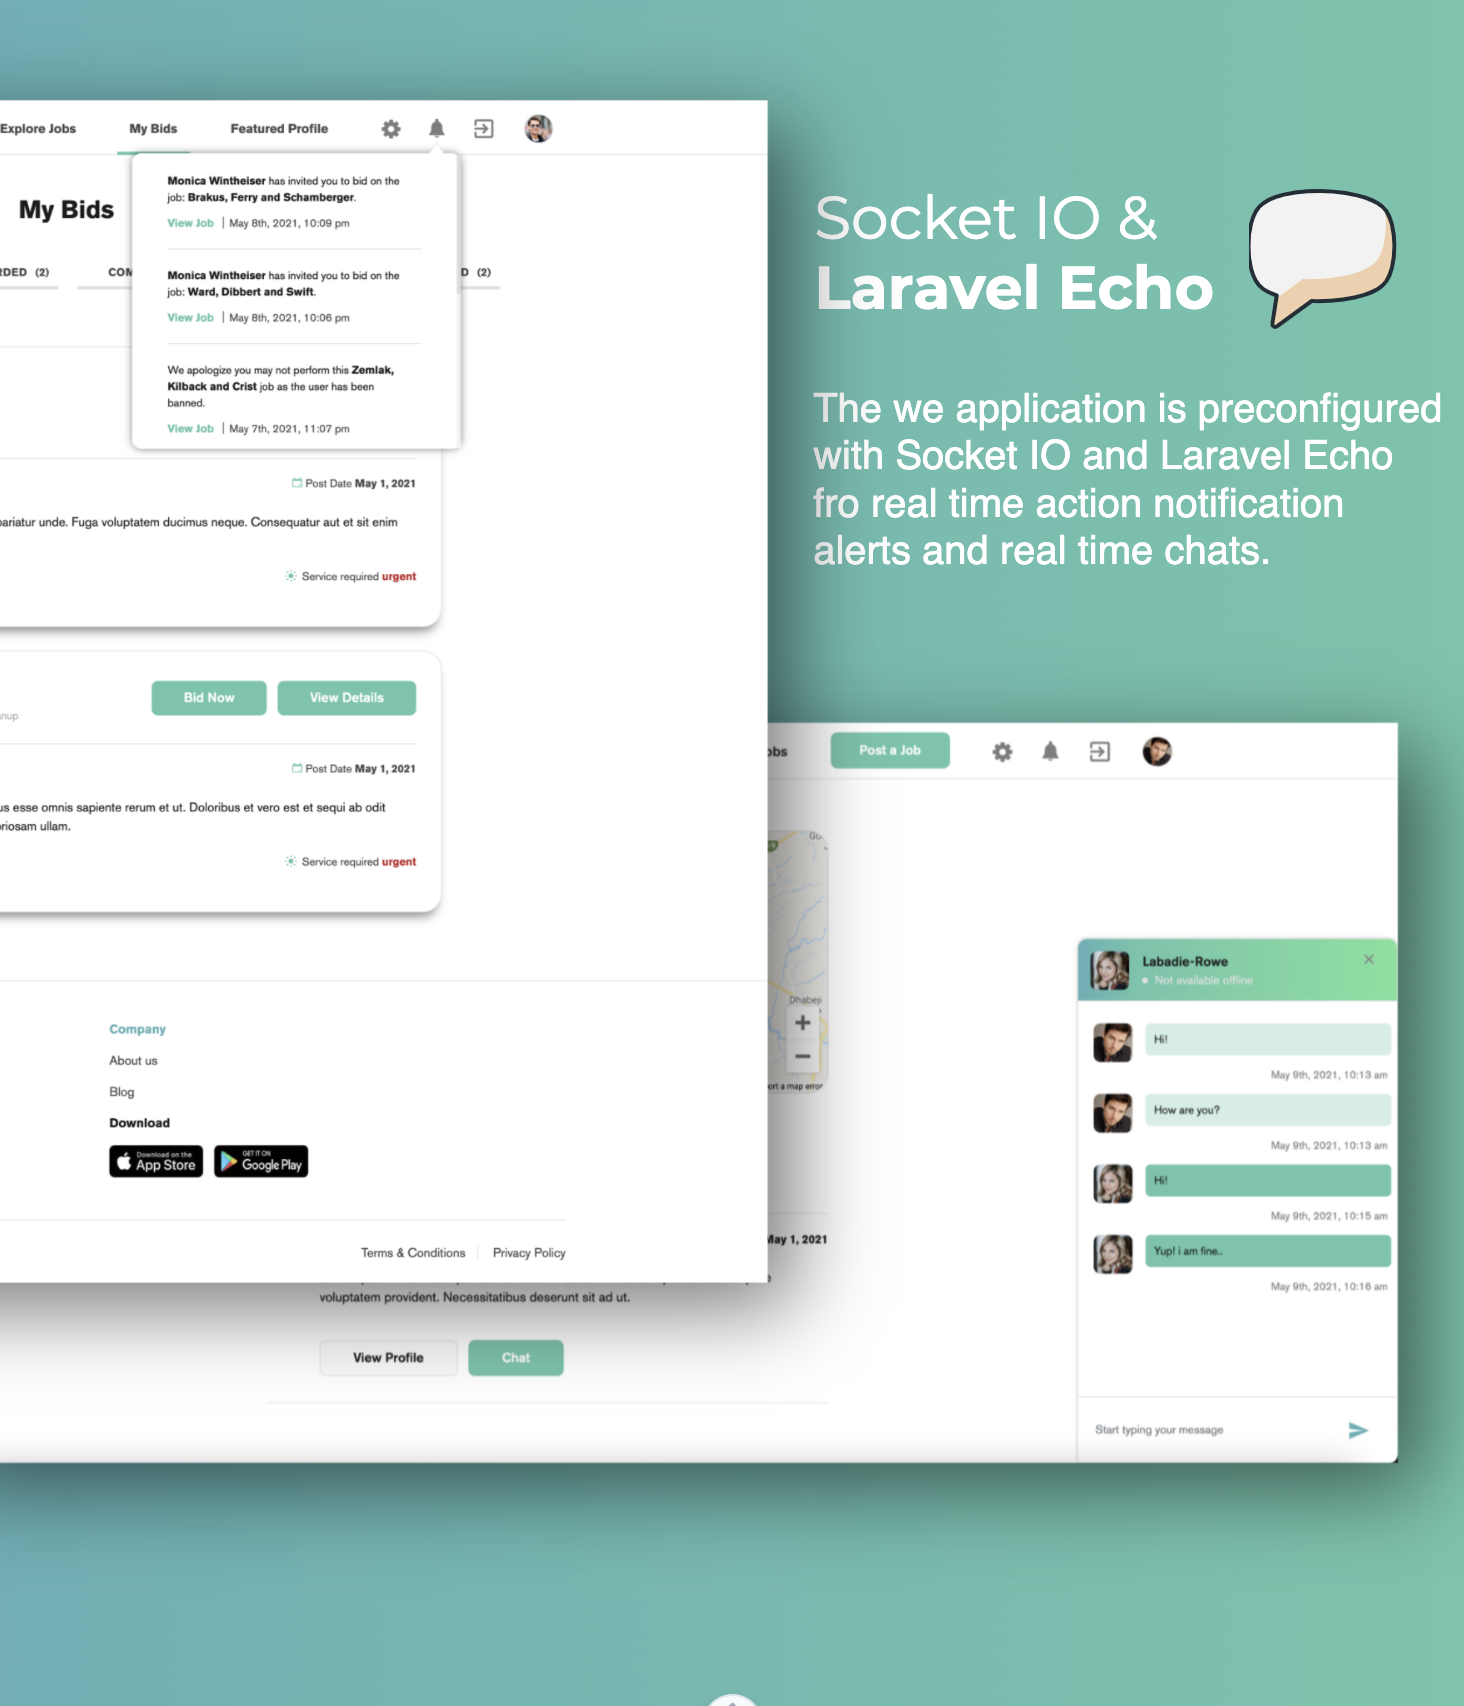 Explore Jobs My Bids Featured Profile
Monica Wintheiser has invited you to bid on the
job: Brakus, Ferry and Schamberger.
View Job | May 8th, 2021, 10:09 pm
Monica Wintheiser has invited you to bid on the
job: Ward, Dibbert and Swift.
View Job | May 8th, 2021, 10:06 pm
We apologize you may not perform this Zemlak,
Kilback and Crist job as the user has been
banned.
View Job | May 7th, 2021, 11:07 pm
My Bids
RDED (2) COM D (2)
Post Date May 1, 2021
pariatur unde. Fuga voluptatem ducimus neque. Consequatur aut et sit enim
Service required urgent
Bid Now View Details
Post Date May 1, 2021
us esse omnis sapiente rerum et ut. Doloribus et vero est et sequi ab odit
oriosam ullam.
Service required urgent
Company
About us
Blog
Download
Download on the
App Store
GET IT ON
Google Play
Terms & Conditions Privacy Policy
Socket IO &
Laravel Echo
The we application is preconfigured
with Socket IO and Laravel Echo
fro real time action notification
alerts and real time chats.
obs Post a Job
Go
Dhabeji
+
−
ort a map error
May 1, 2021
voluptatem provident. Necessitatibus deserunt sit ad ut.
View Profile Chat
Labadie-Rowe
Not available offline
Hi!
May 9th, 2021, 10:13 am
How are you?
May 9th, 2021, 10:13 am
Hi!
May 9th, 2021, 10:15 am
Yup! i am fine..
May 9th, 2021, 10:16 am
Start typing your message